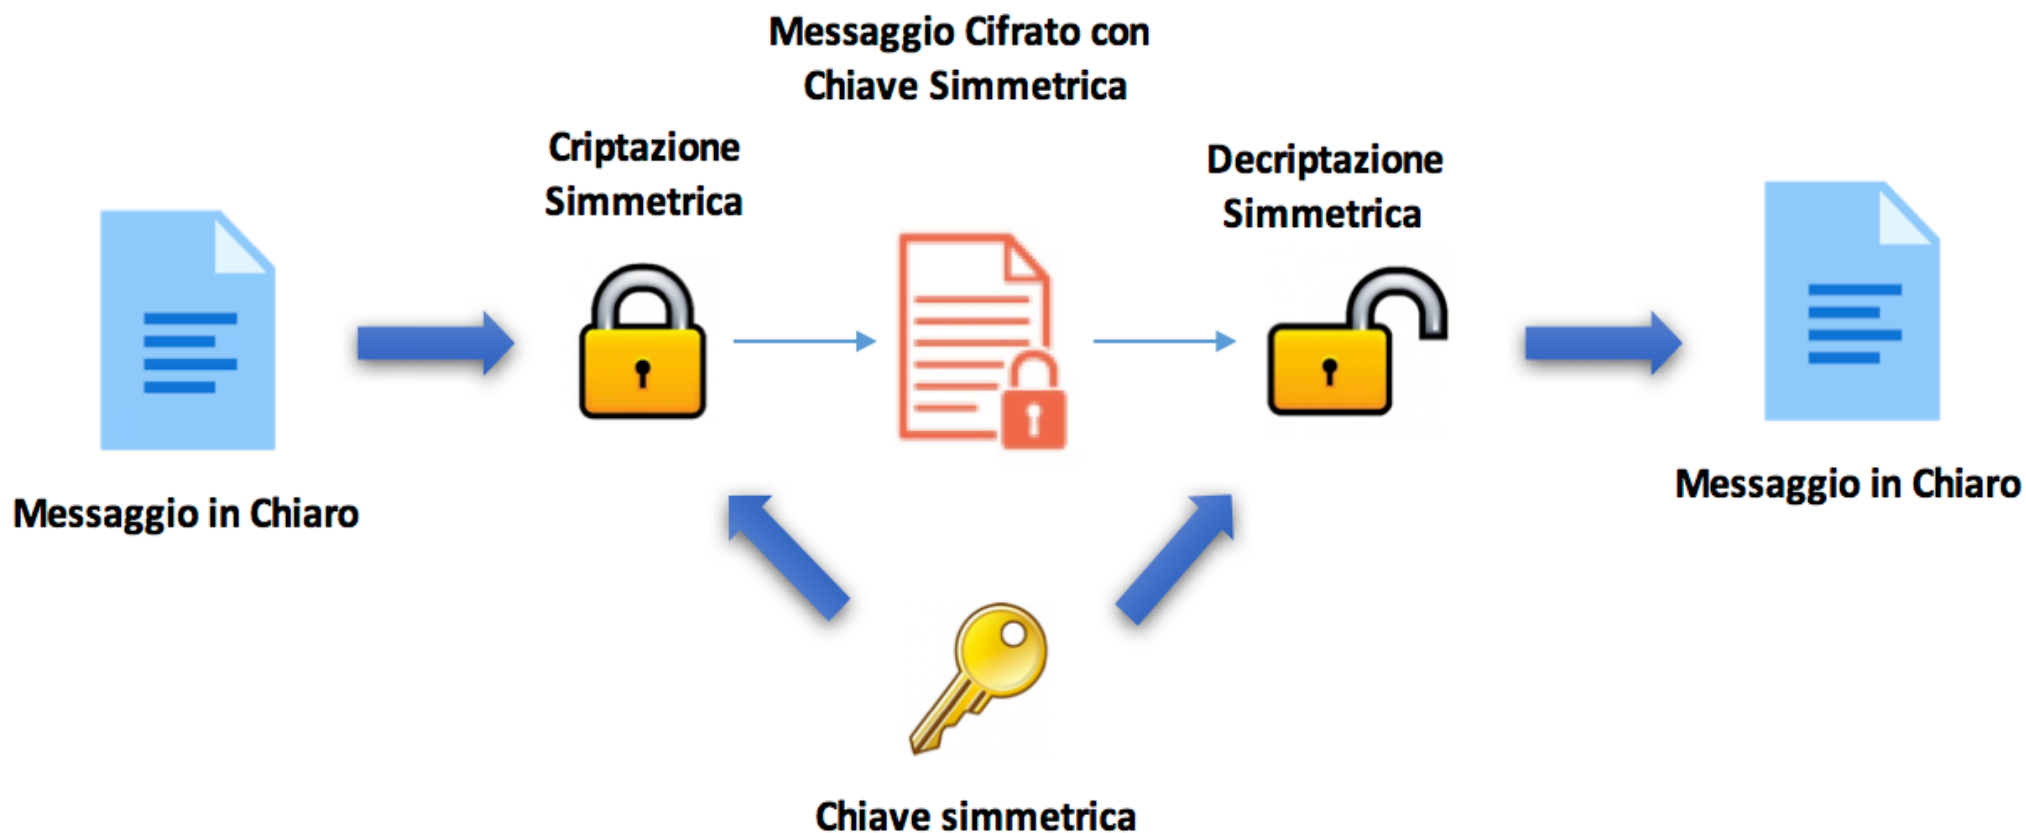 Messaggio Cifrato con
Chiave Simmetrica
Criptazione
Simmetrica
Decriptazione
Simmetrica
Messaggio in Chiaro
Messaggio in Chiaro
Chiave simmetrica